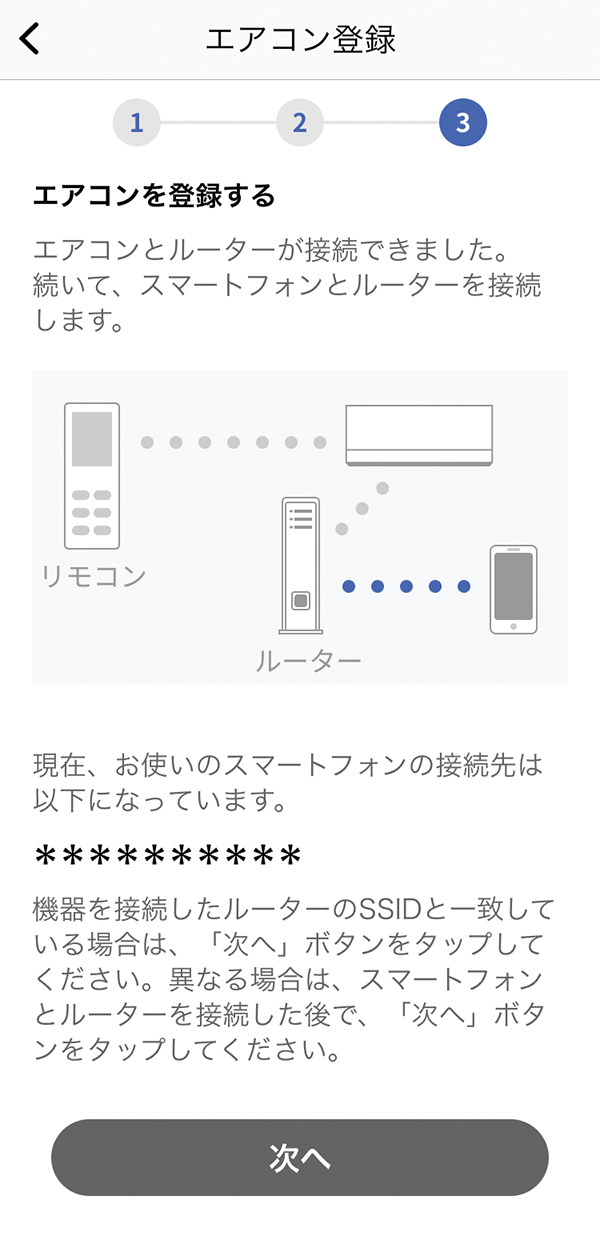 エアコン登録
1
2
3
エアコンを登録する
エアコンとルーターが接続できました。
続いて、スマートフォンとルーターを接続
します。
リモコン
ルーター
現在、お使いのスマートフォンの接続先は
以下になっています。
**********
機器を接続したルーターのSSIDと一致して
いる場合は、「次へ」ボタンをタップして
ください。異なる場合は、スマートフォン
とルーターを接続した後で、「次へ」ボタ
ンをタップしてください。
次へ